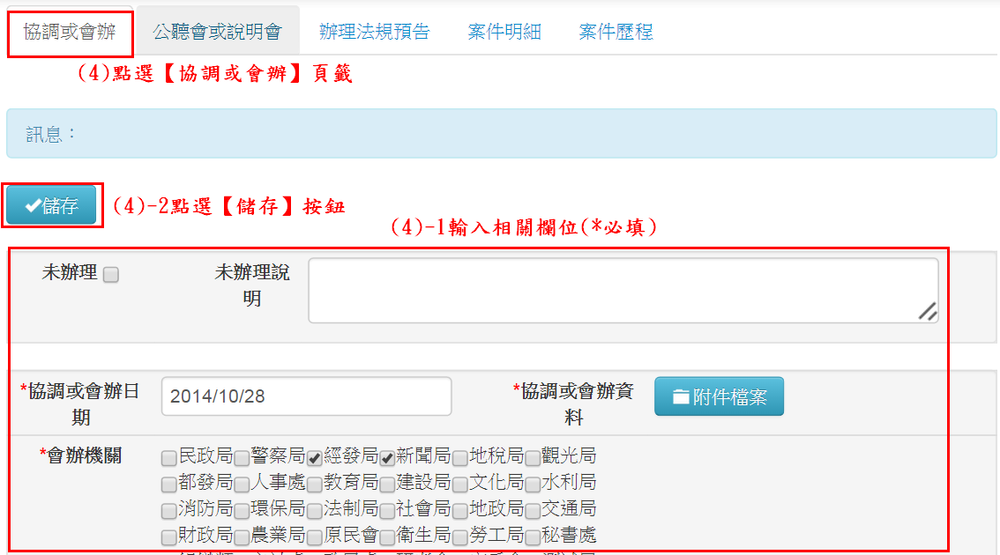 協調或會辦 公聽會或說明會 辦理法規預告 案件明細 案件歷程
(4)點選【協調或會辦】頁籤
訊息：
儲存 (4)-2點選【儲存】按鈕
(4)-1輸入相關欄位(*必填)
未辦理 未辦理說明
*協調或會辦日期 2014/10/28 *協調或會辦資料 附件檔案
*會辦機關 民政局 警察局 經發局 新聞局 地稅局 觀光局
都發局 人事處 教育局 建設局 文化局 水利局
消防局 環保局 法制局 社會局 地政局 交通局
財政局 農業局 原民會 衛生局 勞工局 秘書處